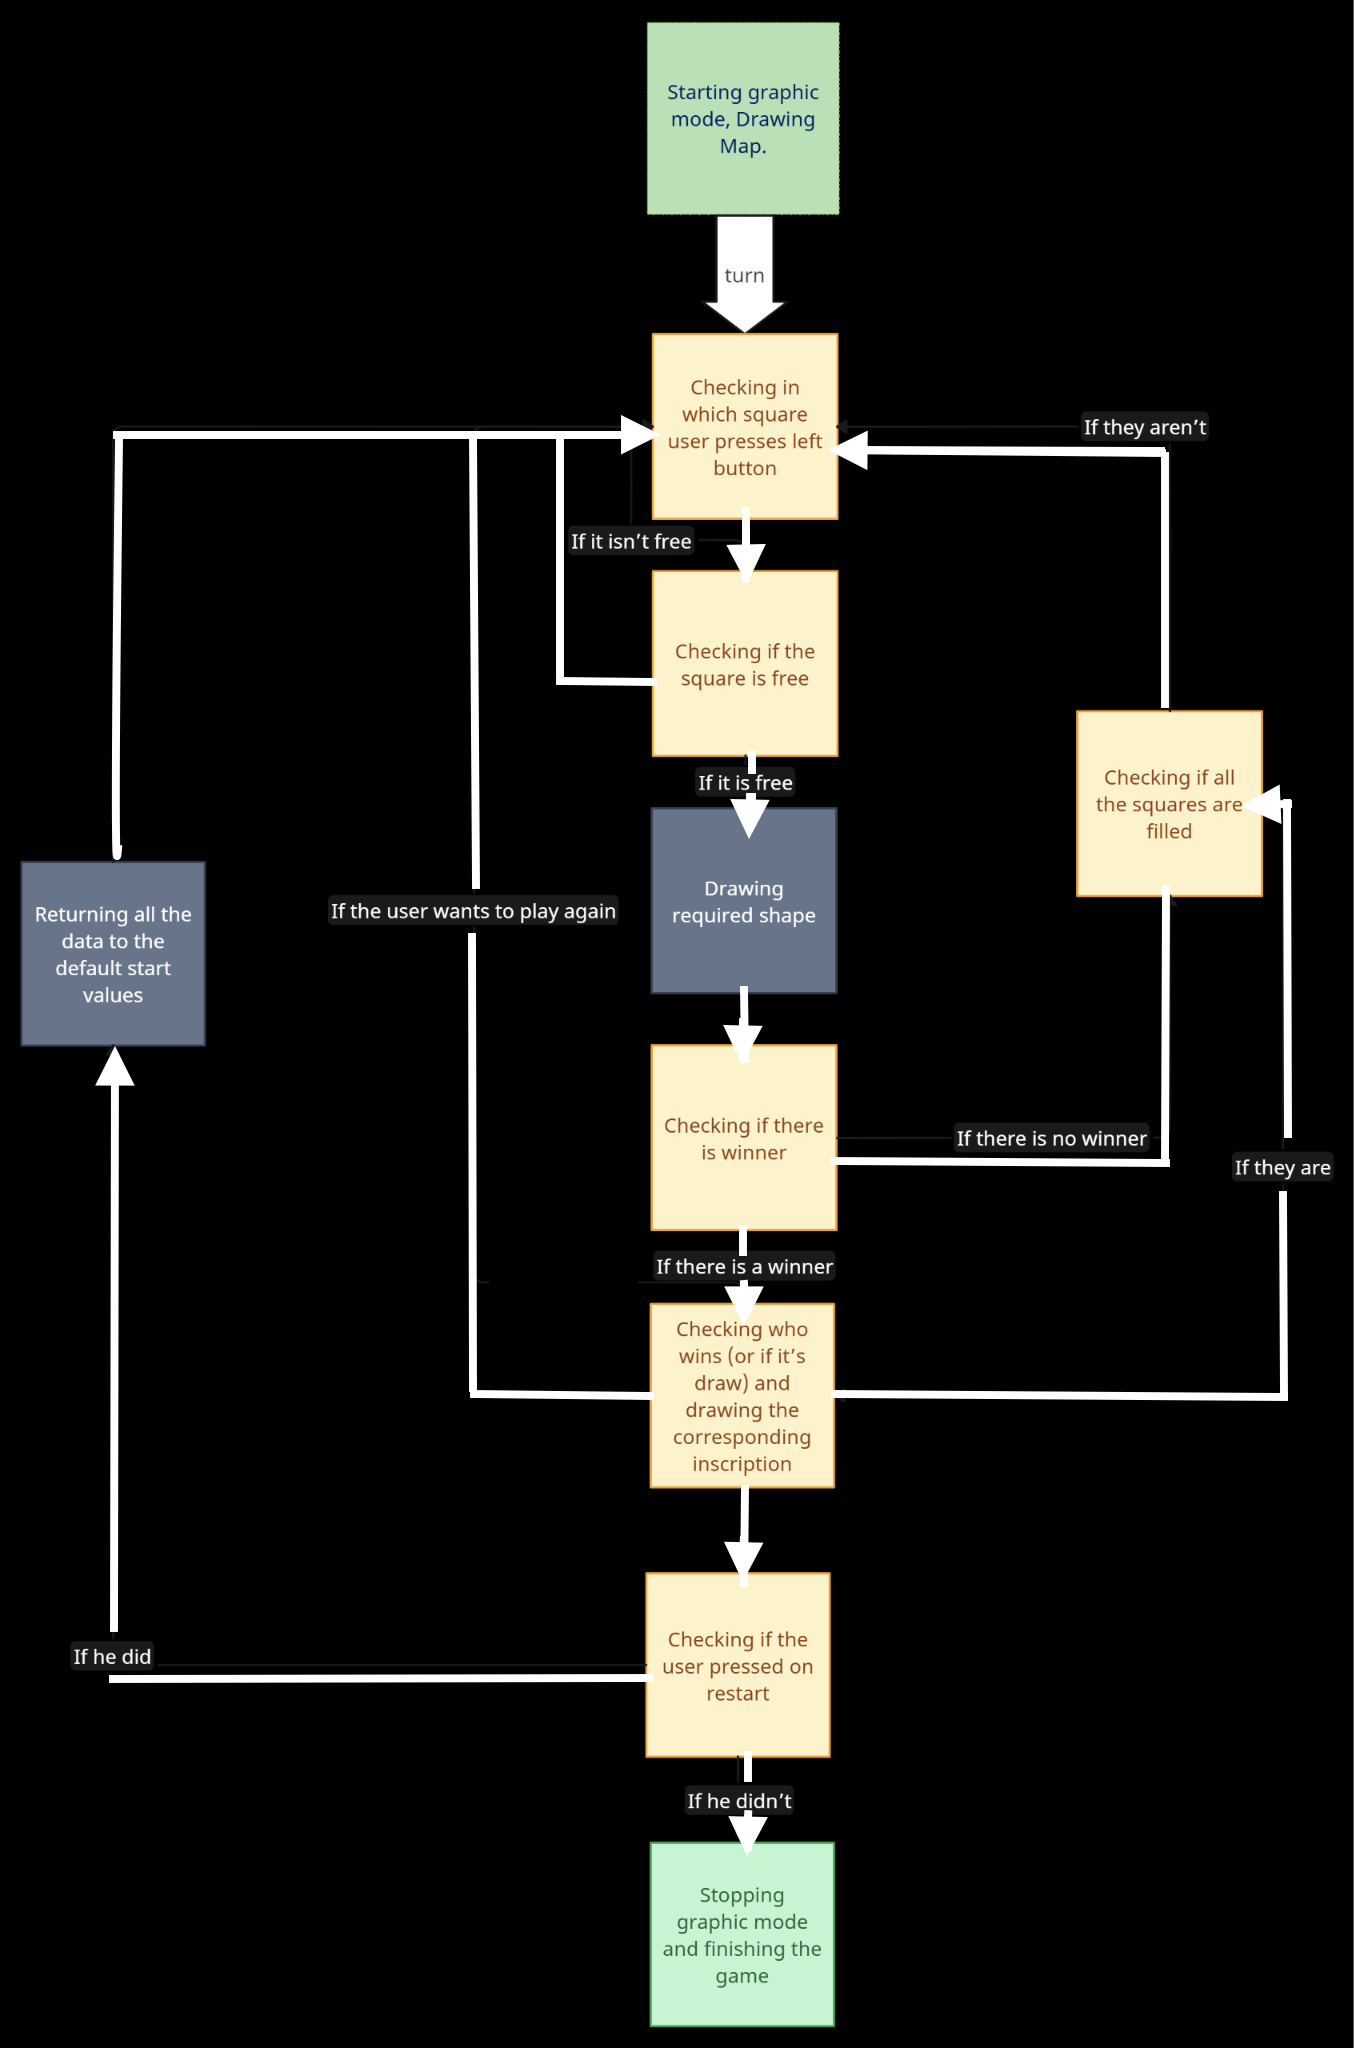 Starting graphic
mode, Drawing
Map.
turn
Checking in
which square
user presses left
button
If they aren’t
If it isn’t free
Checking if the
square is free
If it is free
Checking if all
the squares are
filled
Drawing
required shape
Returning all the
data to the
default start
values
If the user wants to play again
Checking if there
is winner
If there is no winner
If they are
If there is a winner
Checking who
wins (or if it’s
draw) and
drawing the
corresponding
inscription
Checking if the
user pressed on
restart
If he did
If he didn’t
Stopping
graphic mode
and finishing the
game